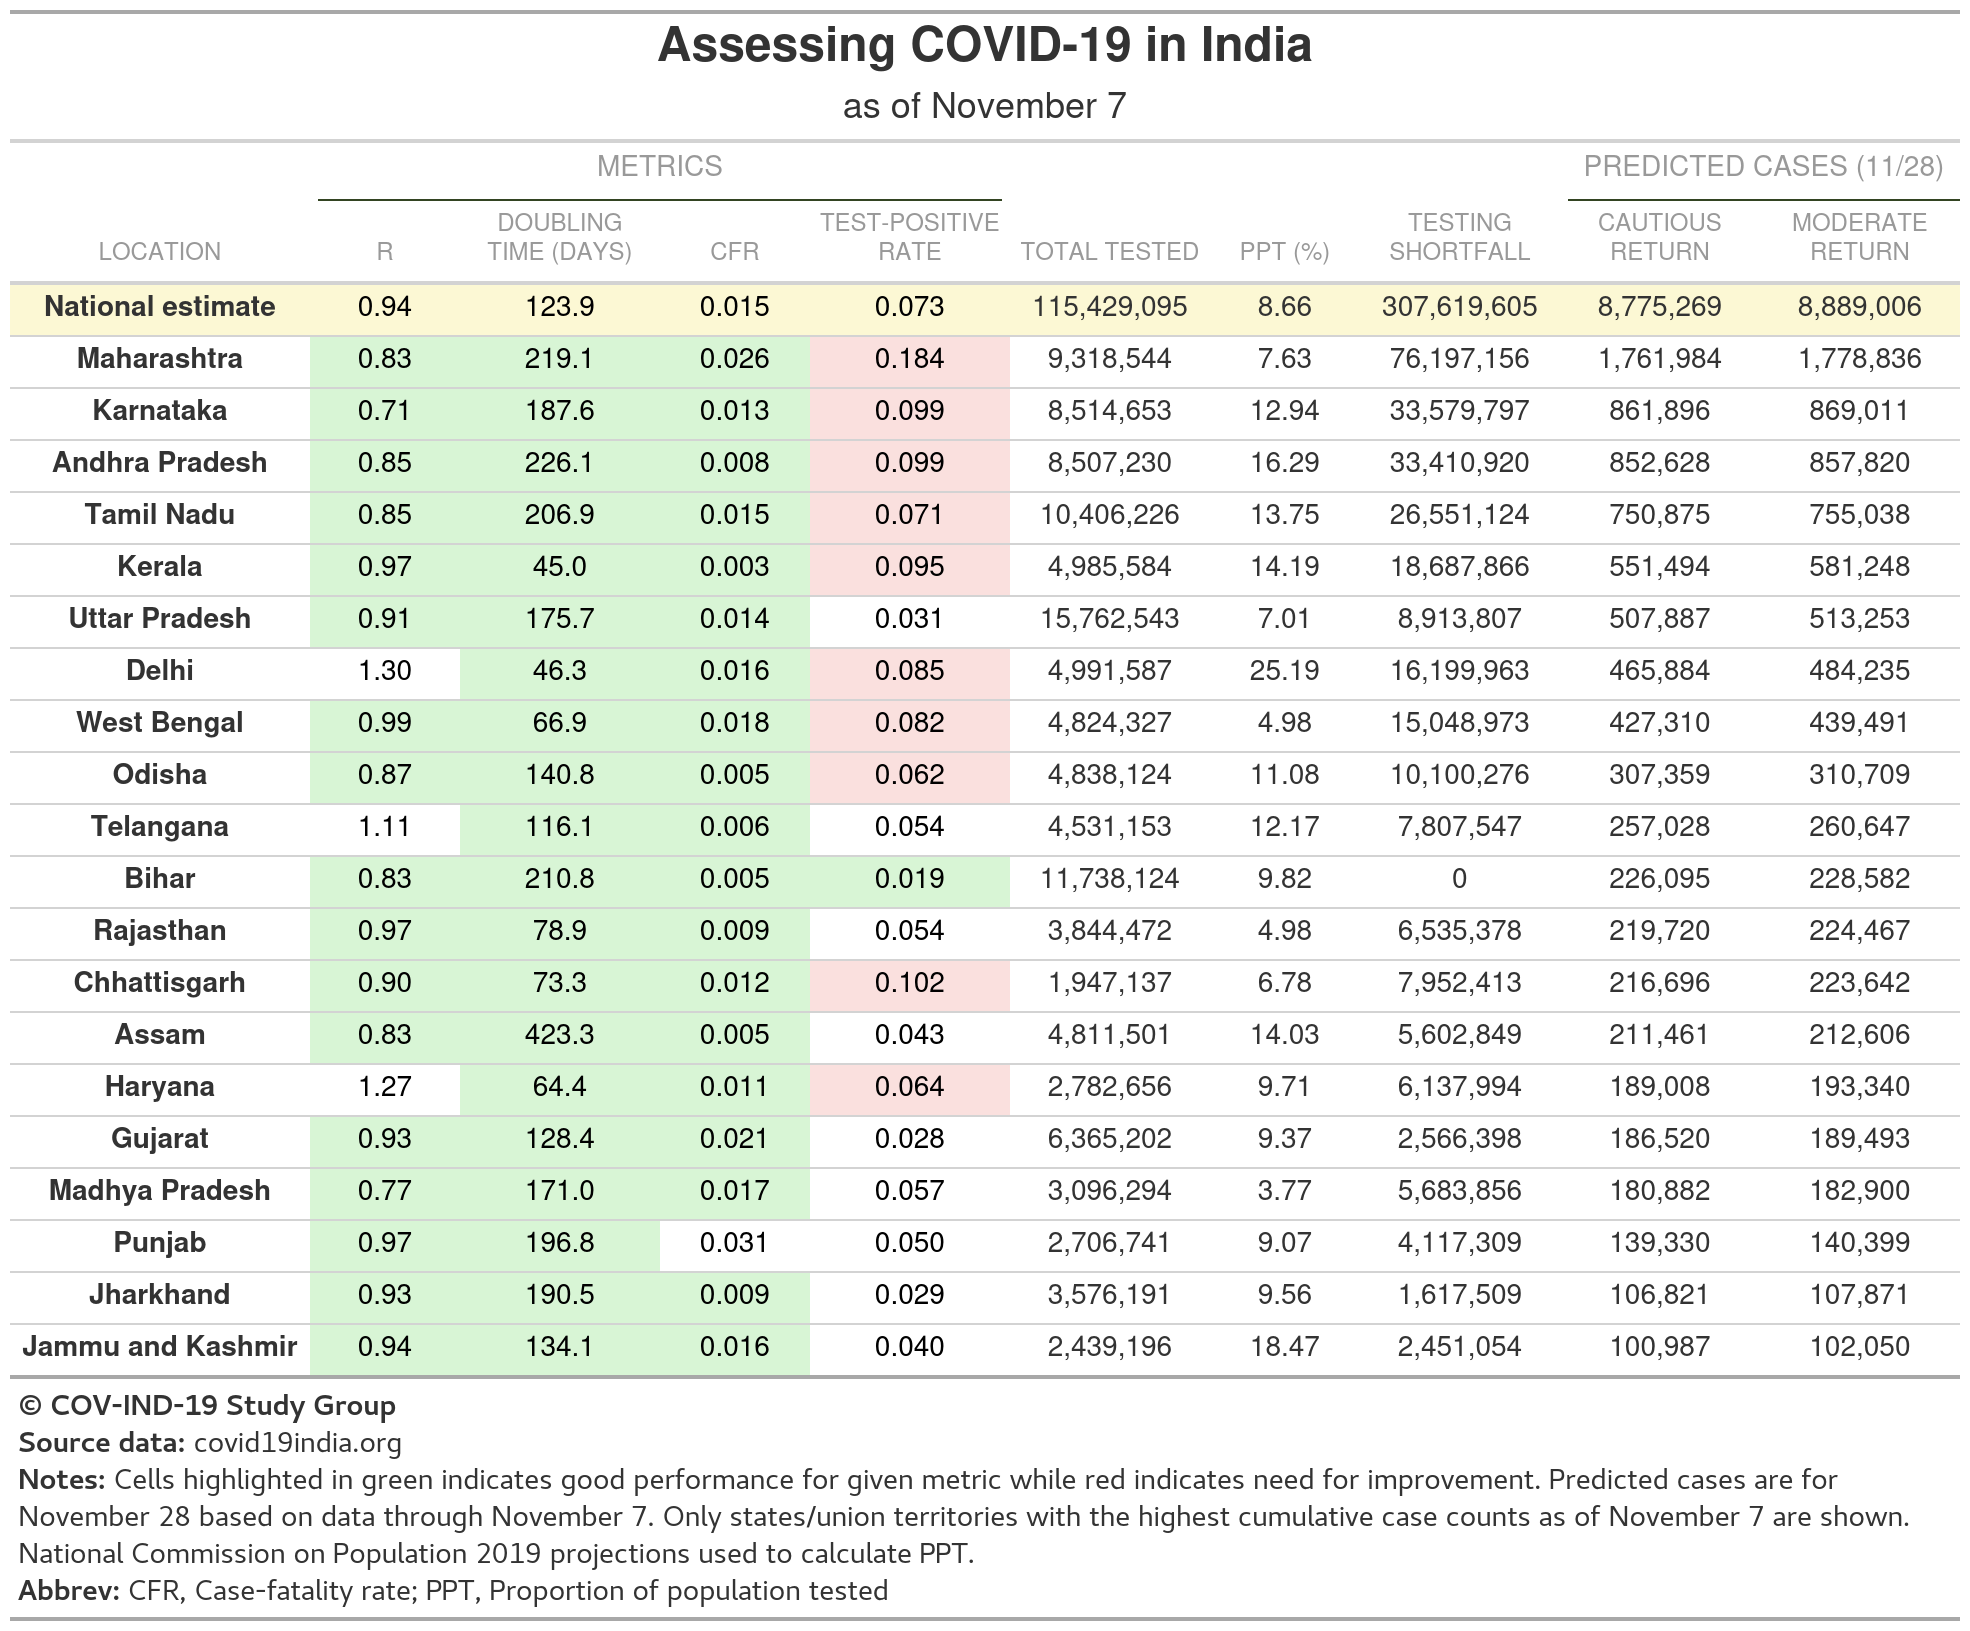 Assessing COVID-19 in India
as of November 7
METRICS PREDICTED CASES (11/28)
LOCATION R DOUBLING TIME (DAYS) CFR TEST-POSITIVE RATE TOTAL TESTED PPT (%) TESTING SHORTFALL CAUTIOUS RETURN MODERATE RETURN
National estimate 0.94 123.9 0.015 0.073 115,429,095 8.66 307,619,605 8,775,269 8,889,006
Maharashtra 0.83 219.1 0.026 0.184 9,318,544 7.63 76,197,156 1,761,984 1,778,836
Karnataka 0.71 187.6 0.013 0.099 8,514,653 12.94 33,579,797 861,896 869,011
Andhra Pradesh 0.85 226.1 0.008 0.099 8,507,230 16.29 33,410,920 852,628 857,820
Tamil Nadu 0.85 206.9 0.015 0.071 10,406,226 13.75 26,551,124 750,875 755,038
Kerala 0.97 45.0 0.003 0.095 4,985,584 14.19 18,687,866 551,494 581,248
Uttar Pradesh 0.91 175.7 0.014 0.031 15,762,543 7.01 8,913,807 507,887 513,253
Delhi 1.30 46.3 0.016 0.085 4,991,587 25.19 16,199,963 465,884 484,235
West Bengal 0.99 66.9 0.018 0.082 4,824,327 4.98 15,048,973 427,310 439,491
Odisha 0.87 140.8 0.005 0.062 4,838,124 11.08 10,100,276 307,359 310,709
Telangana 1.11 116.1 0.006 0.054 4,531,153 12.17 7,807,547 257,028 260,647
Bihar 0.83 210.8 0.005 0.019 11,738,124 9.82 0 226,095 228,582
Rajasthan 0.97 78.9 0.009 0.054 3,844,472 4.98 6,535,378 219,720 224,467
Chhattisgarh 0.90 73.3 0.012 0.102 1,947,137 6.78 7,952,413 216,696 223,642
Assam 0.83 423.3 0.005 0.043 4,811,501 14.03 5,602,849 211,461 212,606
Haryana 1.27 64.4 0.011 0.064 2,782,656 9.71 6,137,994 189,008 193,340
Gujarat 0.93 128.4 0.021 0.028 6,365,202 9.37 2,566,398 186,520 189,493
Madhya Pradesh 0.77 171.0 0.017 0.057 3,096,294 3.77 5,683,856 180,882 182,900
Punjab 0.97 196.8 0.031 0.050 2,706,741 9.07 4,117,309 139,330 140,399
Jharkhand 0.93 190.5 0.009 0.029 3,576,191 9.56 1,617,509 106,821 107,871
Jammu and Kashmir 0.94 134.1 0.016 0.040 2,439,196 18.47 2,451,054 100,987 102,050
© COV-IND-19 Study Group
Source data: covid19india.org
Notes: Cells highlighted in green indicates good performance for given metric while red indicates need for improvement. Predicted cases are for
November 28 based on data through November 7. Only states/union territories with the highest cumulative case counts as of November 7 are shown.
National Commission on Population 2019 projections used to calculate PPT.
Abbrev: CFR, Case-fatality rate; PPT, Proportion of population tested